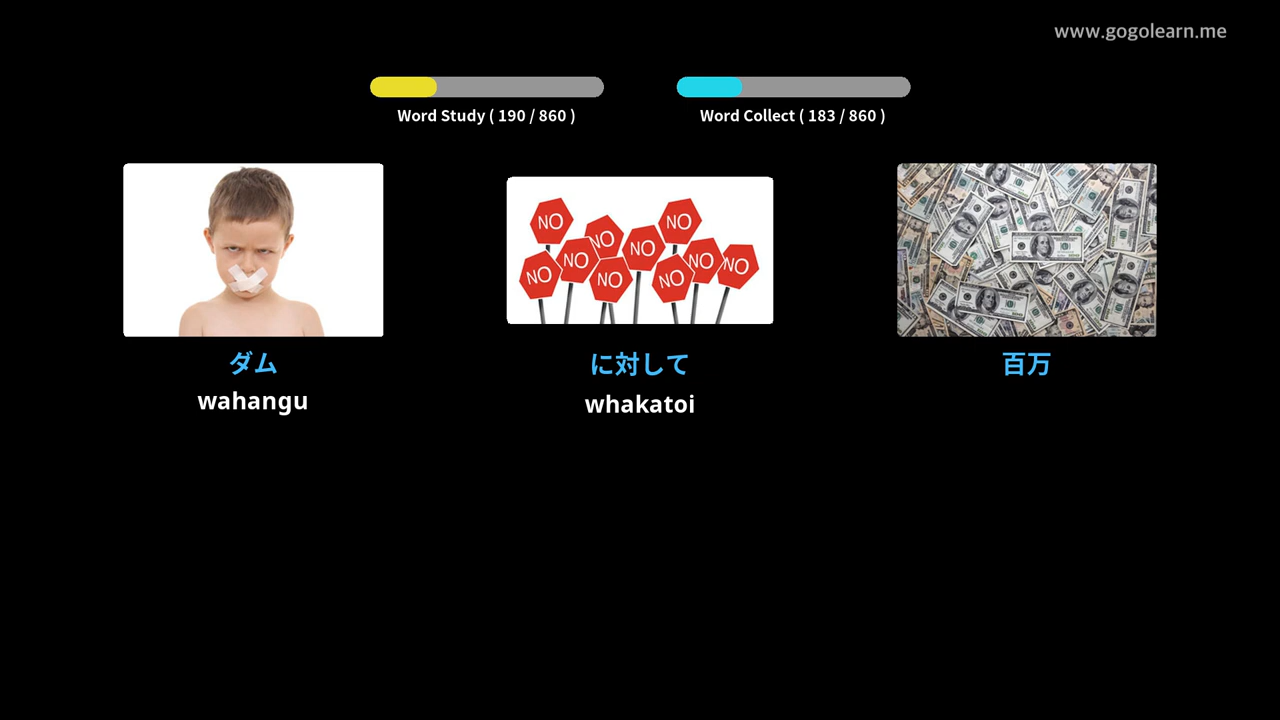 www.gogolearn.me
Word Study ( 190 / 860 )
Word Collect ( 183 / 860 )
NO
NO
NO
NO
NO
NO
NO
NO
NO
NO
ダム
に対して
百万
wahangu
whakatoi